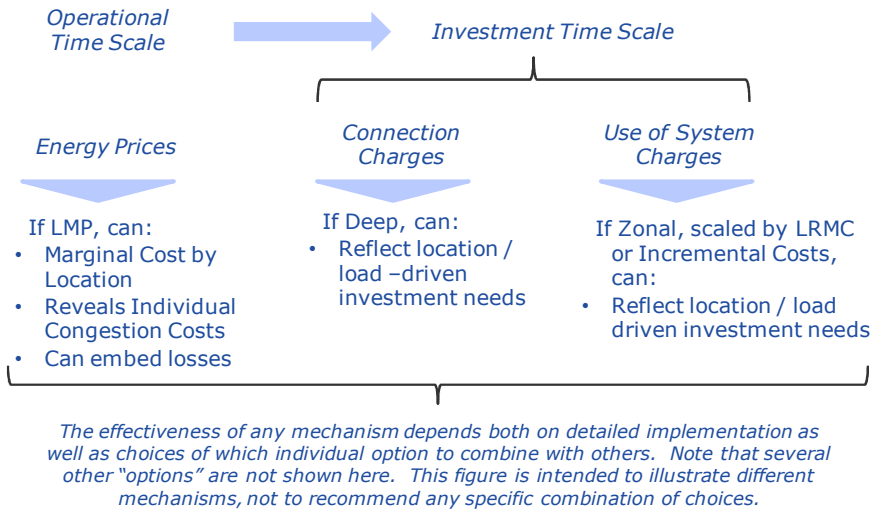 Operational
Time Scale
Investment Time Scale
Energy Prices
Connection
Charges
Use of System
Charges
If LMP, can:
• Marginal Cost by
Location
• Reveals Individual
Congestion Costs
• Can embed losses
If Deep, can:
• Reflect location /
load –driven
investment needs
If Zonal, scaled by LRMC
or Incremental Costs,
can:
• Reflect location / load
driven investment needs
The effectiveness of any mechanism depends both on detailed implementation as
well as choices of which individual option to combine with others.  Note that several
other “options” are not shown here.  This figure is intended to illustrate different
mechanisms, not to recommend any specific combination of choices.